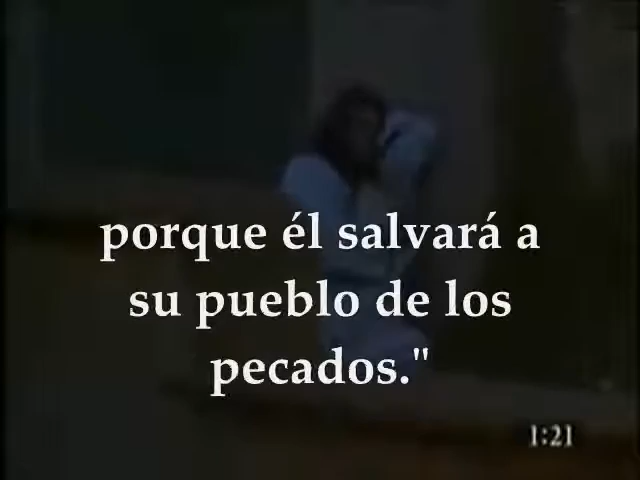 porque él salvará a
su pueblo de los
pecados."
1:21